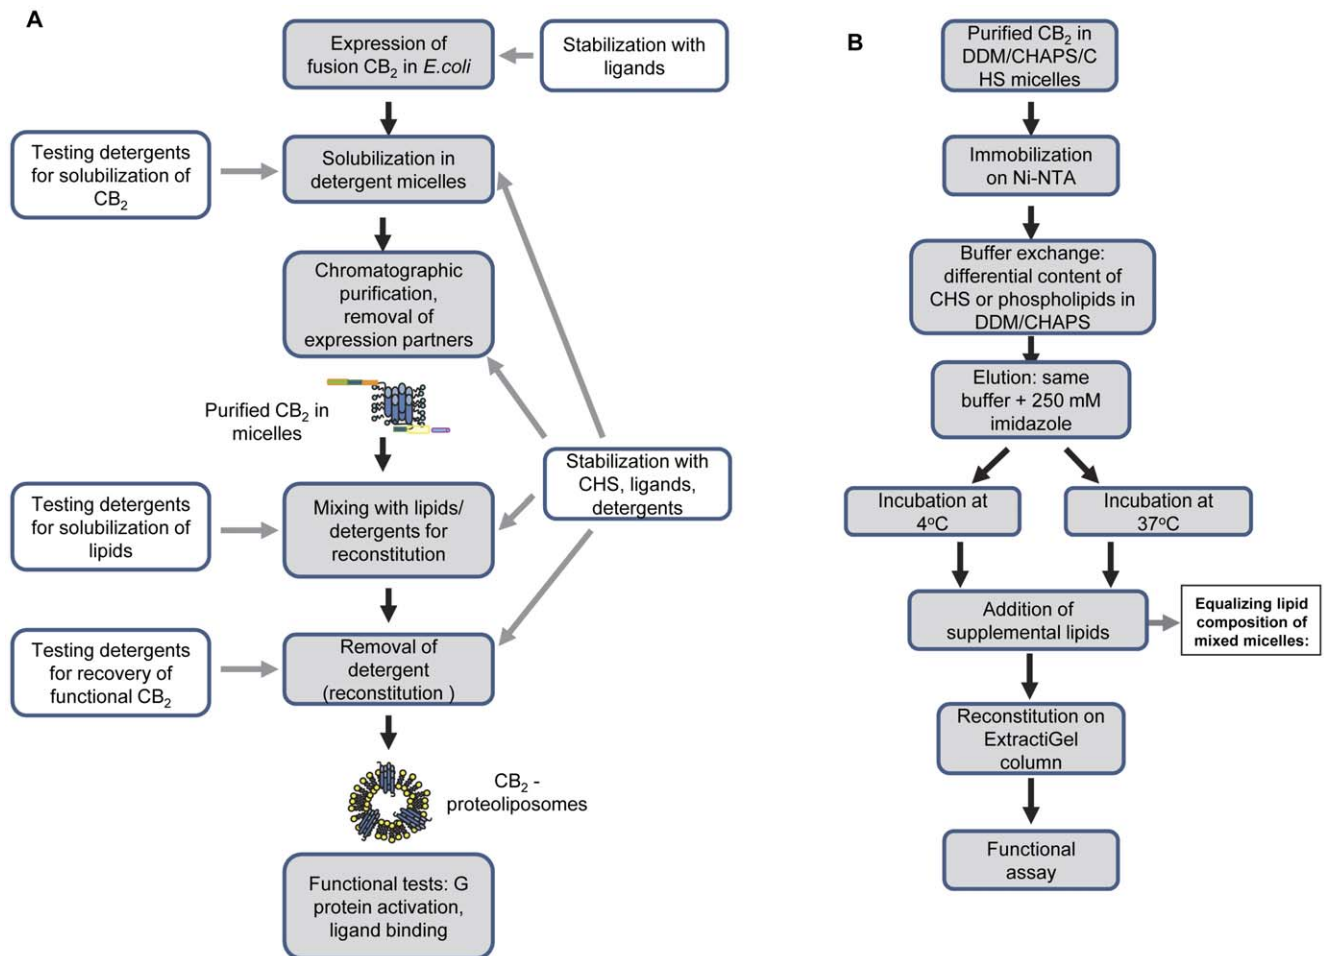 A
Expression of
fusion CB₂ in E.coli
Stabilization with
ligands
Testing detergents
for solubilization of
CB₂
Solubilization in
detergent micelles
Chromatographic
purification,
removal of
expression partners
Purified CB₂ in
micelles
Stabilization with
CHS, ligands,
detergents
Testing detergents
for solubilization of
lipids
Mixing with lipids/
detergents for
reconstitution
Testing detergents
for recovery of
functional CB₂
Removal of
detergent
(reconstitution )
CB₂ -
proteoliposomes
Functional tests: G
protein activation,
ligand binding
B
Purified CB₂ in
DDM/CHAPS/C
HS micelles
Immobilization
on Ni-NTA
Buffer exchange:
differential content of
CHS or phospholipids in
DDM/CHAPS
Elution: same
buffer + 250 mM
imidazole
Incubation at
4°C
Incubation at
37°C
Addition of
supplemental lipids
Equalizing lipid
composition of
mixed micelles:
Reconstitution on
ExtractiGel
column
Functional
assay